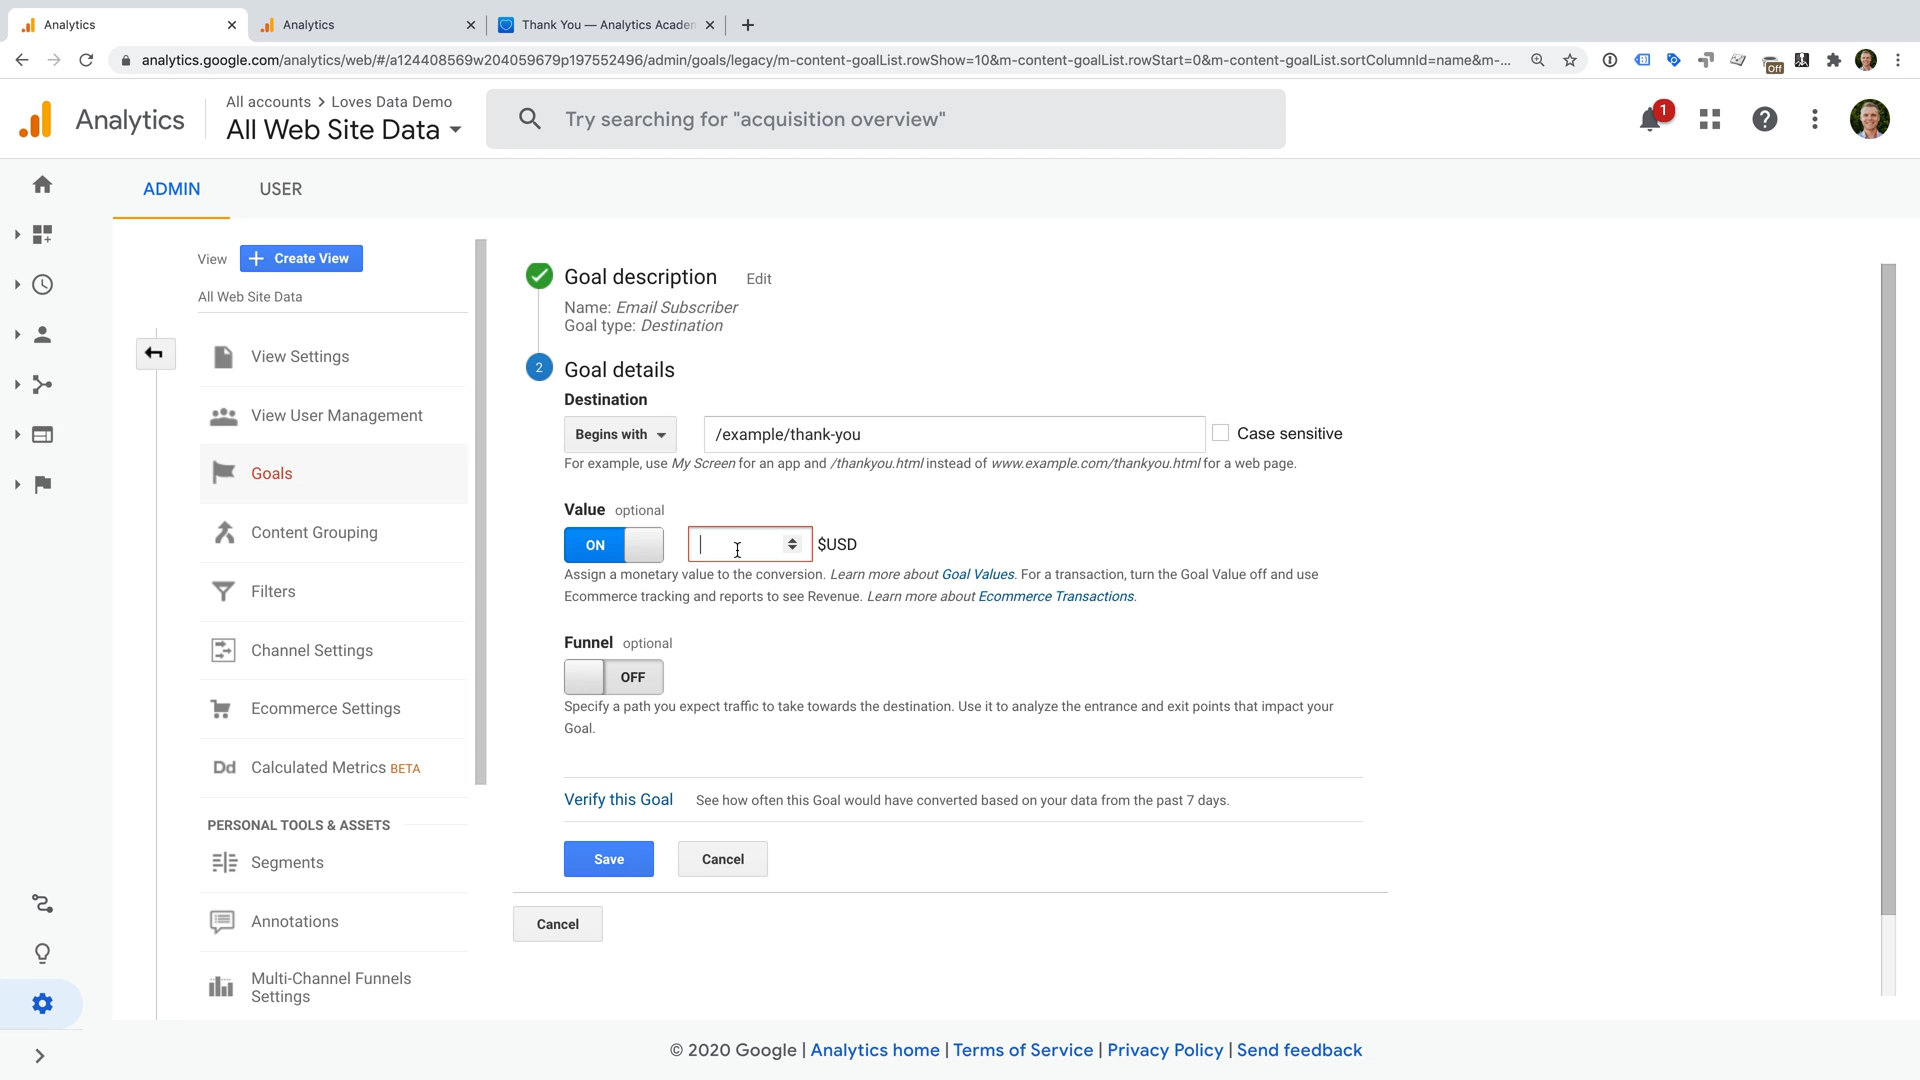 Analytics
Analytics
Thank You — Analytics Academ
analytics.google.com/analytics/web/#/a124408569w204059679p197552496/admin/goals/legacy/m-content-goalList.rowShow=10&m-content-goalList.rowStart=0&m-content-goalList.sortColumnId=name&m-...
Off
Analytics
All accounts > Loves Data Demo
All Web Site Data
Try searching for "acquisition overview"
1
ADMIN
USER
View
Create View
All Web Site Data
View Settings
View User Management
Goals
Content Grouping
Filters
Channel Settings
Ecommerce Settings
Dd Calculated Metrics BETA
PERSONAL TOOLS & ASSETS
Segments
Annotations
Multi-Channel Funnels
Settings
Goal description Edit
Name: Email Subscriber
Goal type: Destination
2 Goal details
Destination
Begins with /example/thank-you Case sensitive
For example, use My Screen for an app and /thankyou.html instead of www.example.com/thankyou.html for a web page.
Value optional
ON $USD
Assign a monetary value to the conversion. Learn more about Goal Values. For a transaction, turn the Goal Value off and use
Ecommerce tracking and reports to see Revenue. Learn more about Ecommerce Transactions.
Funnel optional
OFF
Specify a path you expect traffic to take towards the destination. Use it to analyze the entrance and exit points that impact your
Goal.
Verify this Goal See how often this Goal would have converted based on your data from the past 7 days.
Save Cancel
Cancel
© 2020 Google | Analytics home | Terms of Service | Privacy Policy | Send feedback